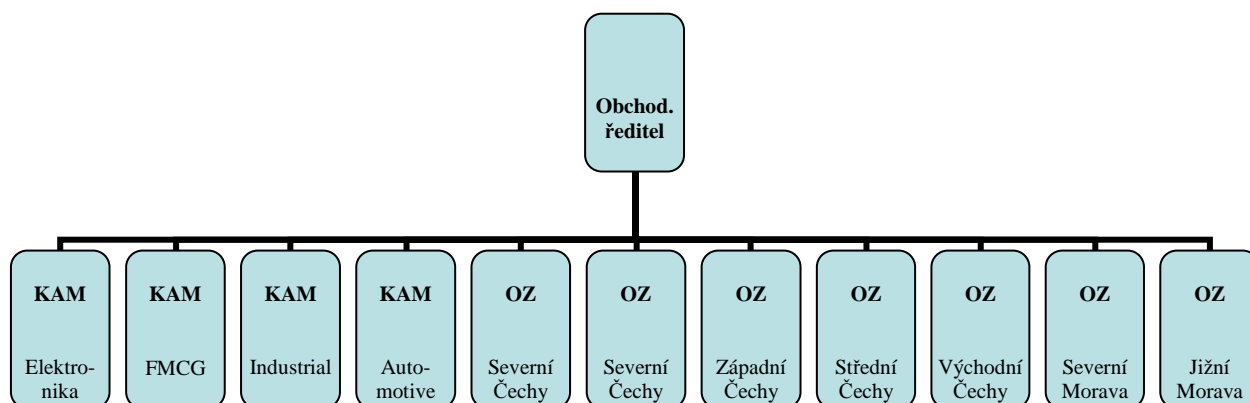 Obchod.
ředitel
KAM KAM KAM KAM OZ OZ OZ OZ OZ OZ OZ
Elektro-
nika
FMCG
Industrial
Auto-
motive
Severní
Čechy
Severní
Čechy
Západní
Čechy
Střední
Čechy
Východní
Čechy
Severní
Morava
Jižní
Morava